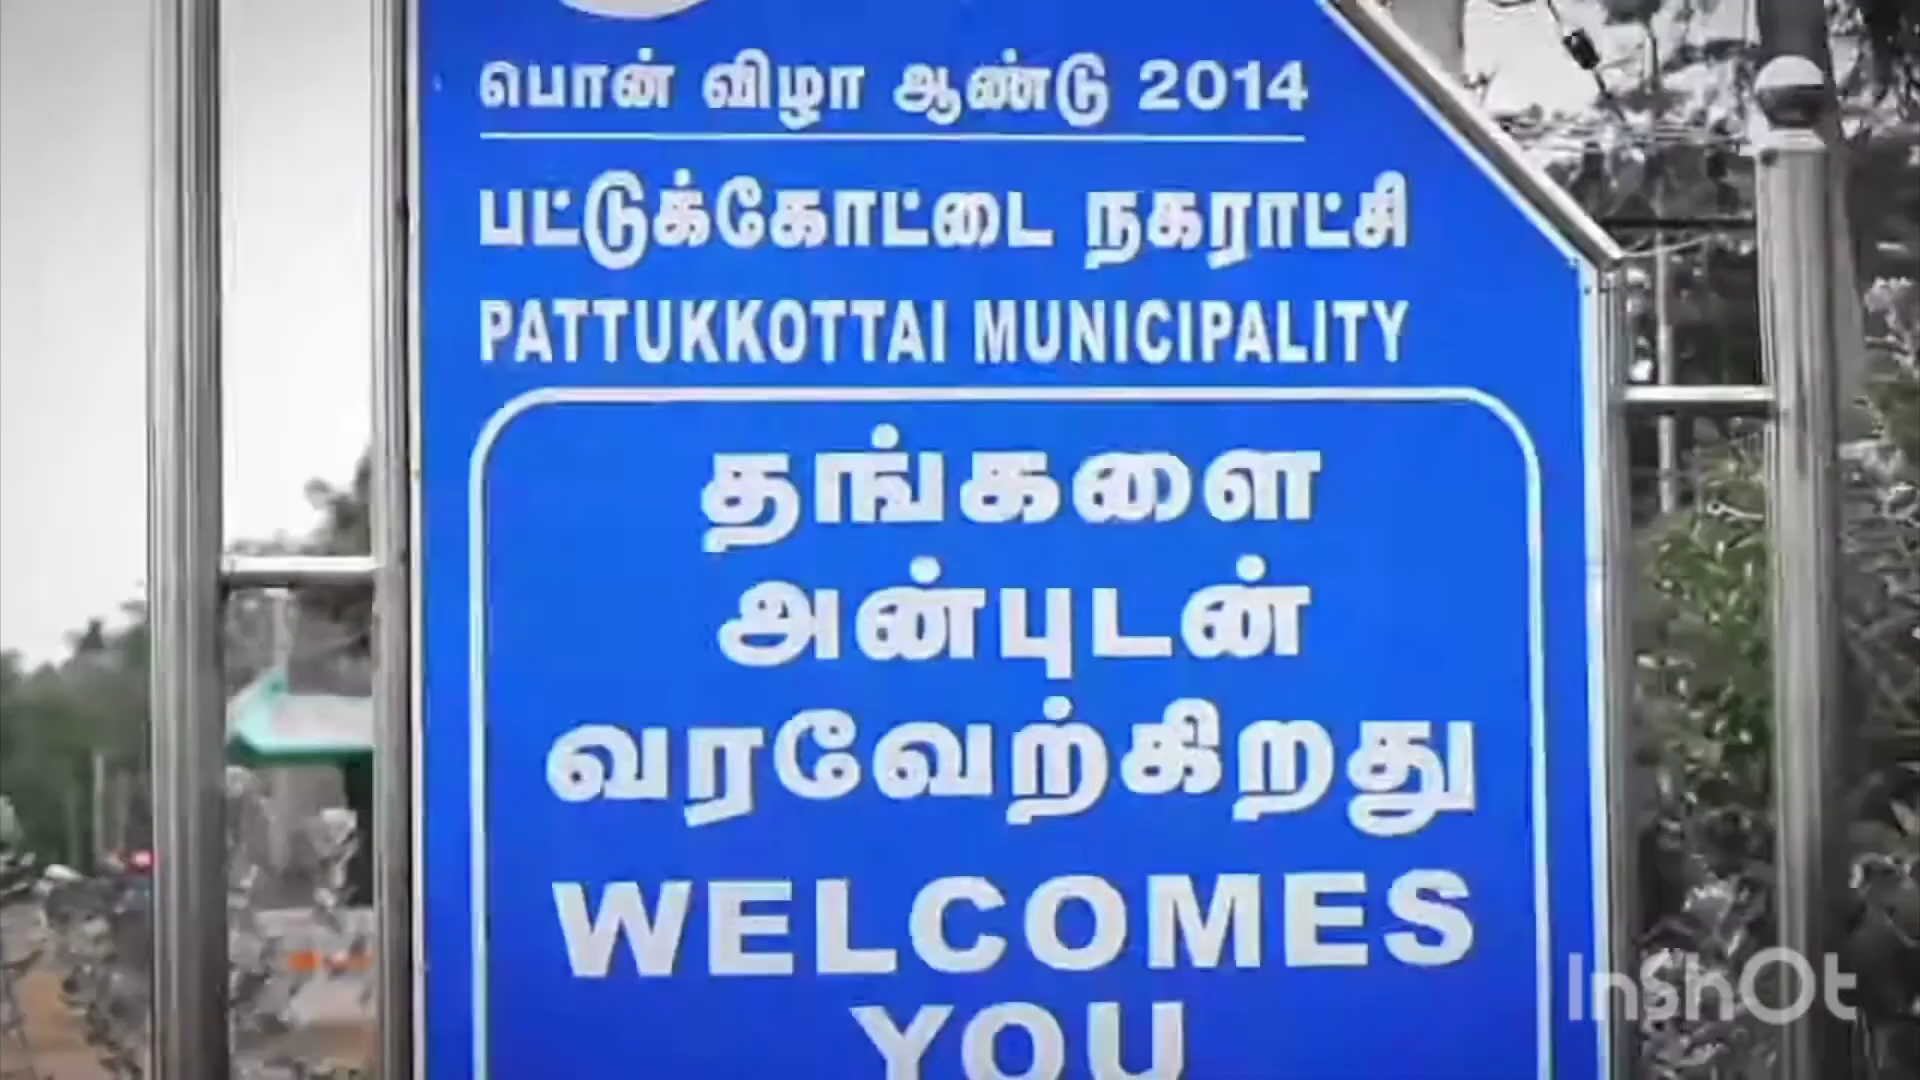 பொன் விழா ஆண்டு 2014
பட்டுக்கோட்டை நகராட்சி
PATTUKKOTTAI MUNICIPALITY
தங்களை
அன்புடன்
வரவேற்கிறது
WELCOMES
YOU
InShOt